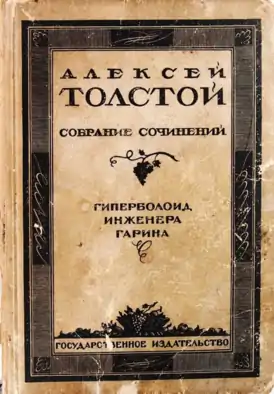 АЛЕКСЕЙ
ТОЛСТОЙ
СОБРАНИЕ СОЧИНЕНИЙ
ГИПЕРБОЛОИД
ИНЖЕНЕРА
ГАРИНА
ГОСУДАРСТВЕННОЕ ИЗДАТЕЛЬСТВО